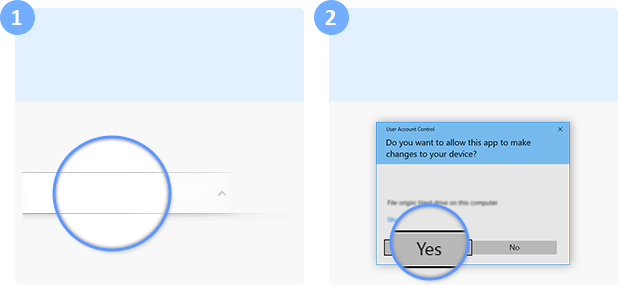 1
2
User Account Control
Do you want to allow this app to make
changes to your device?
File origin: Hard drive on this computer
Yes
No